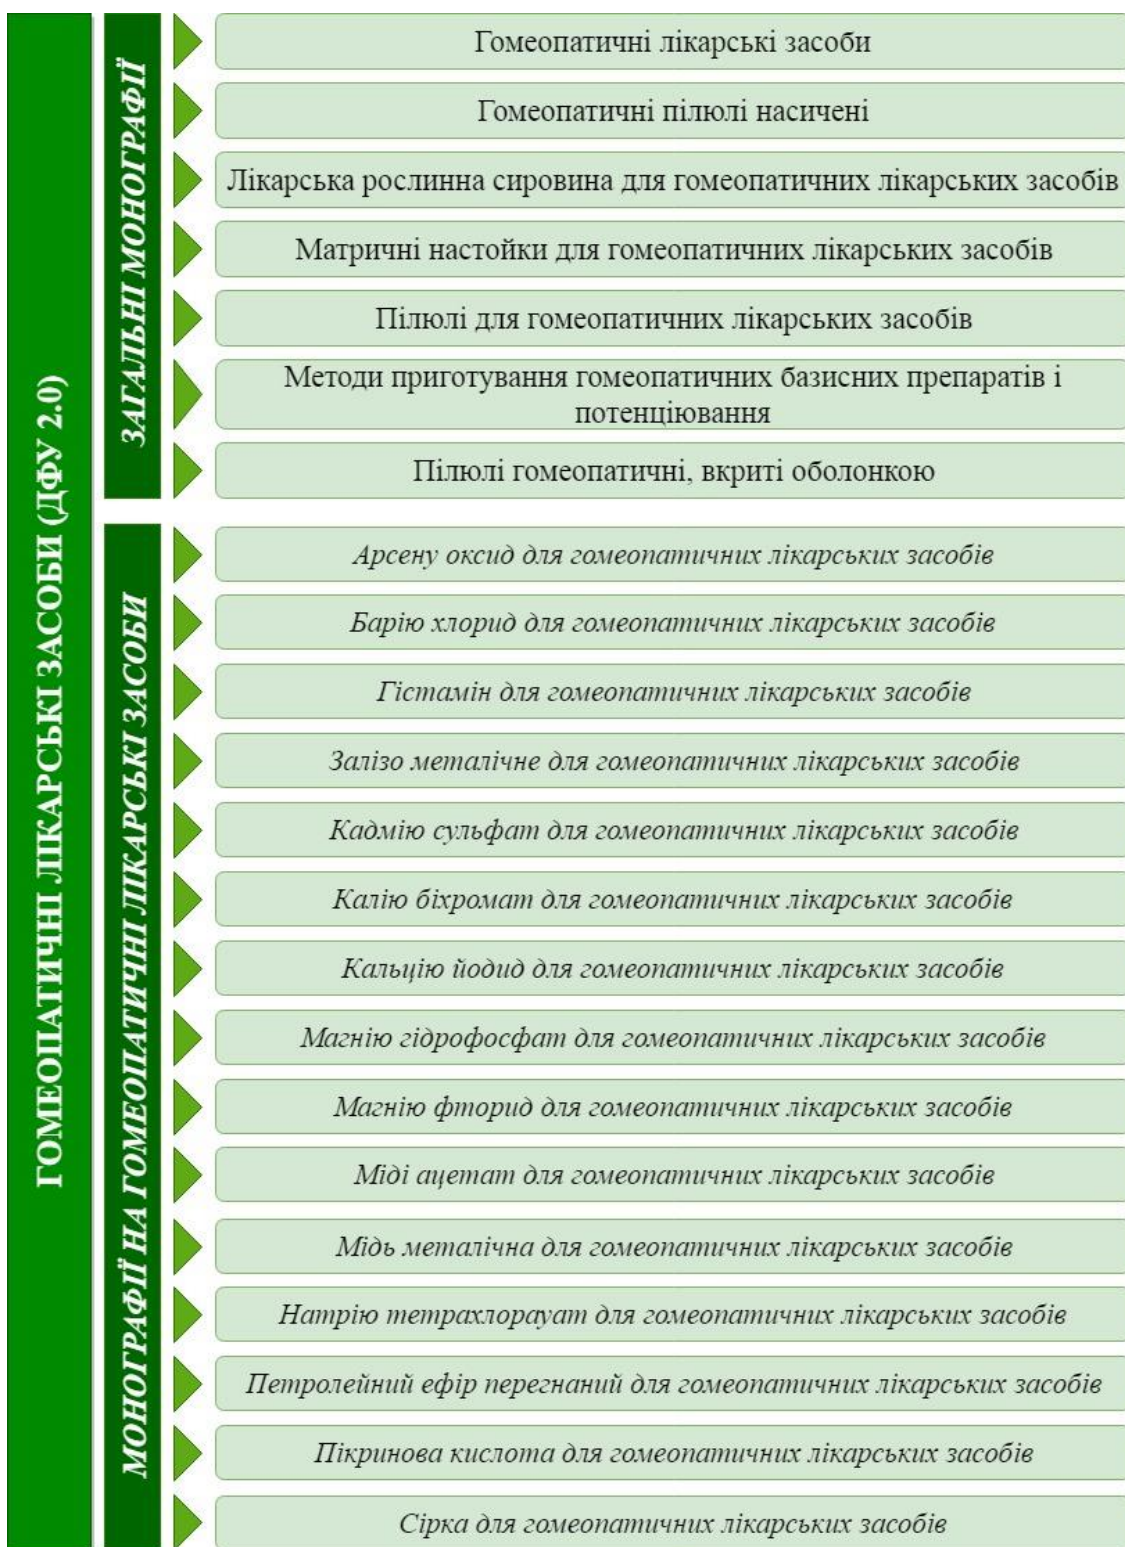 ГОМЕОПАТИЧНІ ЛІКАРСЬКІ ЗАСОБИ (ДФУ 2.0)
ЗАГАЛЬНІ МОНОГРАФІЇ
Гомеопатичні лікарські засоби
Гомеопатичні пілюлі насичені
Лікарська рослинна сировина для гомеопатичних лікарських засобів
Матричні настойки для гомеопатичних лікарських засобів
Пілюлі для гомеопатичних лікарських засобів
Методи приготування гомеопатичних базисних препаратів і
потенціювання
Пілюлі гомеопатичні, вкриті оболонкою
МОНОГРАФІЇ НА ГОМЕОПАТИЧНІ ЛІКАРСЬКІ ЗАСОБИ
Арсену оксид для гомеопатичних лікарських засобів
Барію хлорид для гомеопатичних лікарських засобів
Гістамін для гомеопатичних лікарських засобів
Залізо металічне для гомеопатичних лікарських засобів
Кадмію сульфат для гомеопатичних лікарських засобів
Калію біхромат для гомеопатичних лікарських засобів
Кальцію йодид для гомеопатичних лікарських засобів
Магнію гідрофосфат для гомеопатичних лікарських засобів
Магнію фторид для гомеопатичних лікарських засобів
Міді ацетат для гомеопатичних лікарських засобів
Мідь металічна для гомеопатичних лікарських засобів
Натрію тетрахлорауат для гомеопатичних лікарських засобів
Петролейний ефір перегнаний для гомеопатичних лікарських засобів
Пікринова кислота для гомеопатичних лікарських засобів
Сірка для гомеопатичних лікарських засобів